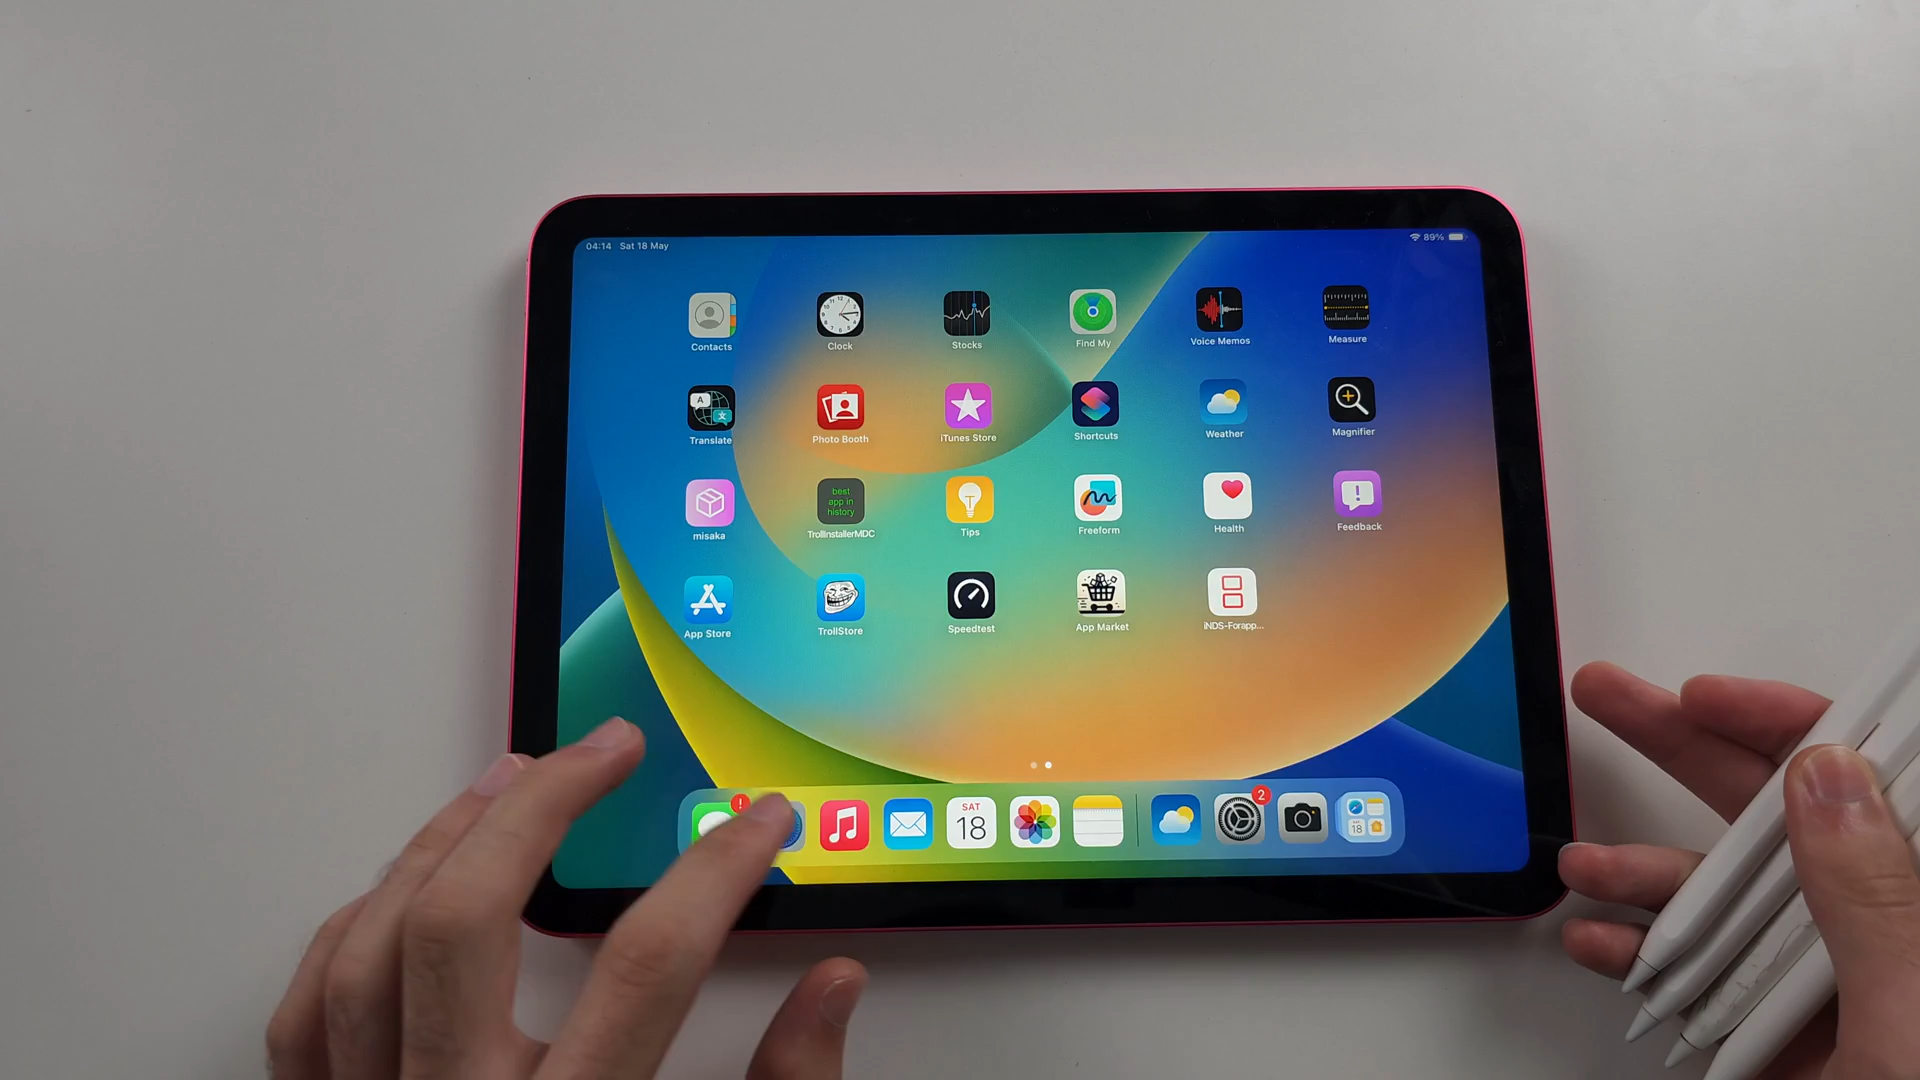 04:14 Sat 18 May
89%
Contacts
Clock
Stocks
Find My
Voice Memos
Measure
Translate
Photo Booth
iTunes Store
Shortcuts
Weather
Magnifier
best
app in
history
misaka
TrollInstallerMDC
Tips
Freeform
Health
Feedback
App Store
TrollStore
Speedtest
App Market
iNDS-Forapp...
!
SAT
18
2
18